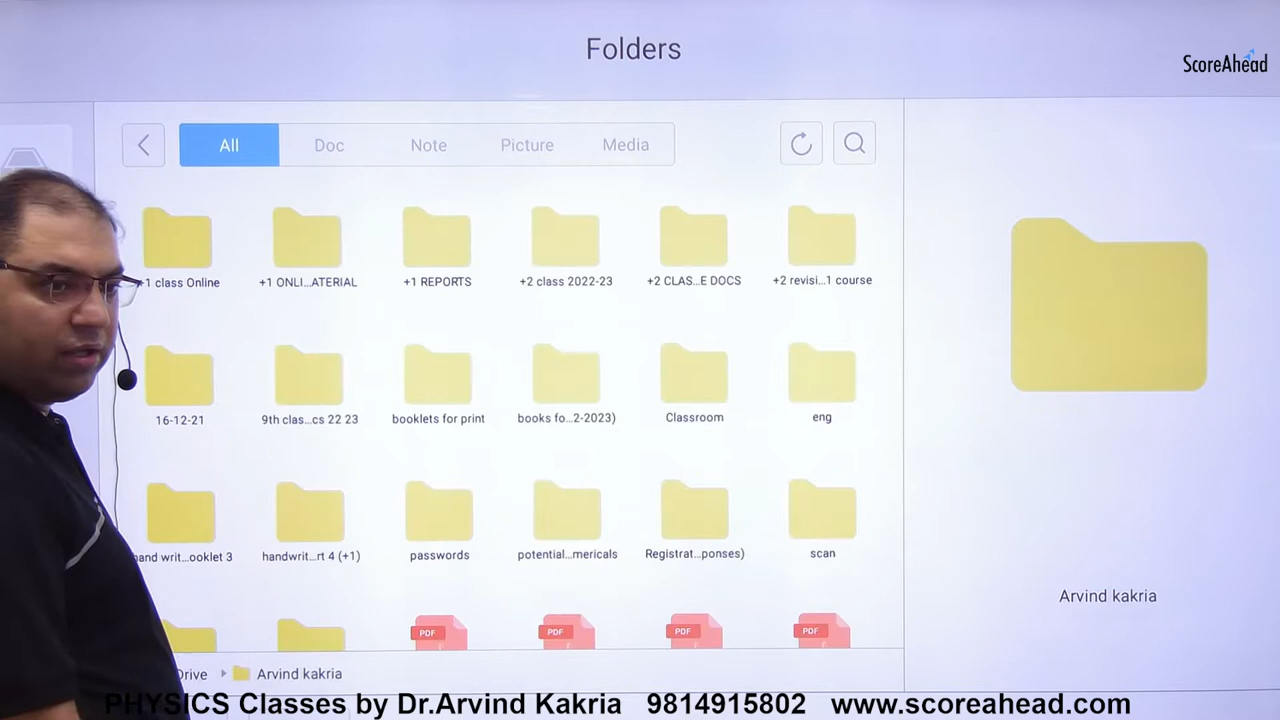 Folders
ScoreAhead
All Doc Note Picture Media
+1 class Online +1 ONLI...ATERIAL +1 REPORTS +2 class 2022-23 +2 CLAS...E DOCS +2 revisi...1 course
16-12-21 9th clas...cs 22 23 booklets for print books fo...2-2023) Classroom eng
hand writ...ooklet 3 handwrit...rt 4 (+1) passwords potential...mericals Registrat...ponses) scan
PDF PDF PDF PDF
Arvind kakria
Drive Arvind kakria
PHYSICS Classes by Dr.Arvind Kakria 9814915802 www.scoreahead.com